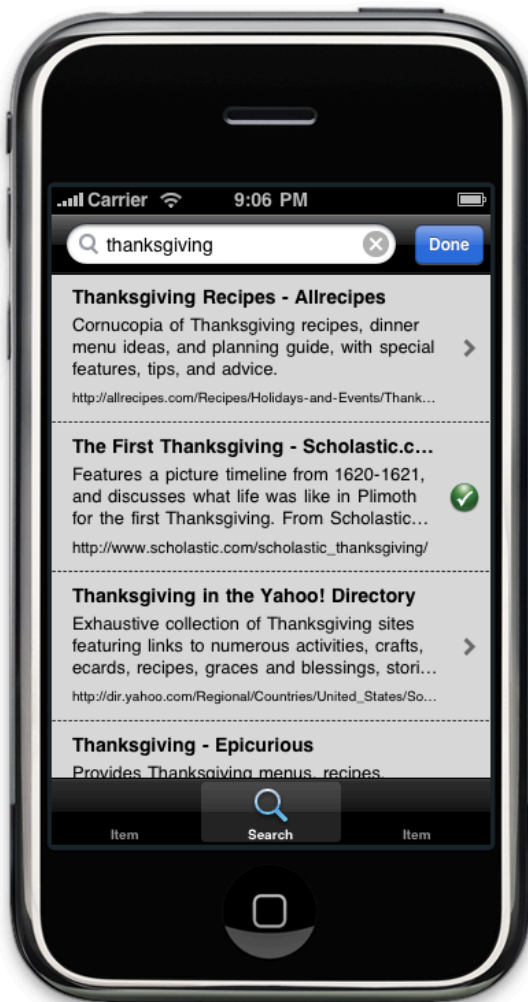 Carrier 9:06 PM
thanksgiving Done
Thanksgiving Recipes - Allrecipes
Cornucopia of Thanksgiving recipes, dinner
menu ideas, and planning guide, with special
features, tips, and advice.
http://allrecipes.com/Recipes/Holidays-and-Events/Thank...
The First Thanksgiving - Scholastic.c...
Features a picture timeline from 1620-1621,
and discusses what life was like in Plimoth
for the first Thanksgiving. From Scholastic...
http://www.scholastic.com/scholastic_thanksgiving/
Thanksgiving in the Yahoo! Directory
Exhaustive collection of Thanksgiving sites
featuring links to numerous activities, crafts,
ecards, recipes, graces and blessings, stori...
http://dir.yahoo.com/Regional/Countries/United_States/So...
Thanksgiving - Epicurious
Provides Thanksgiving menus, recipes,
Item Search Item